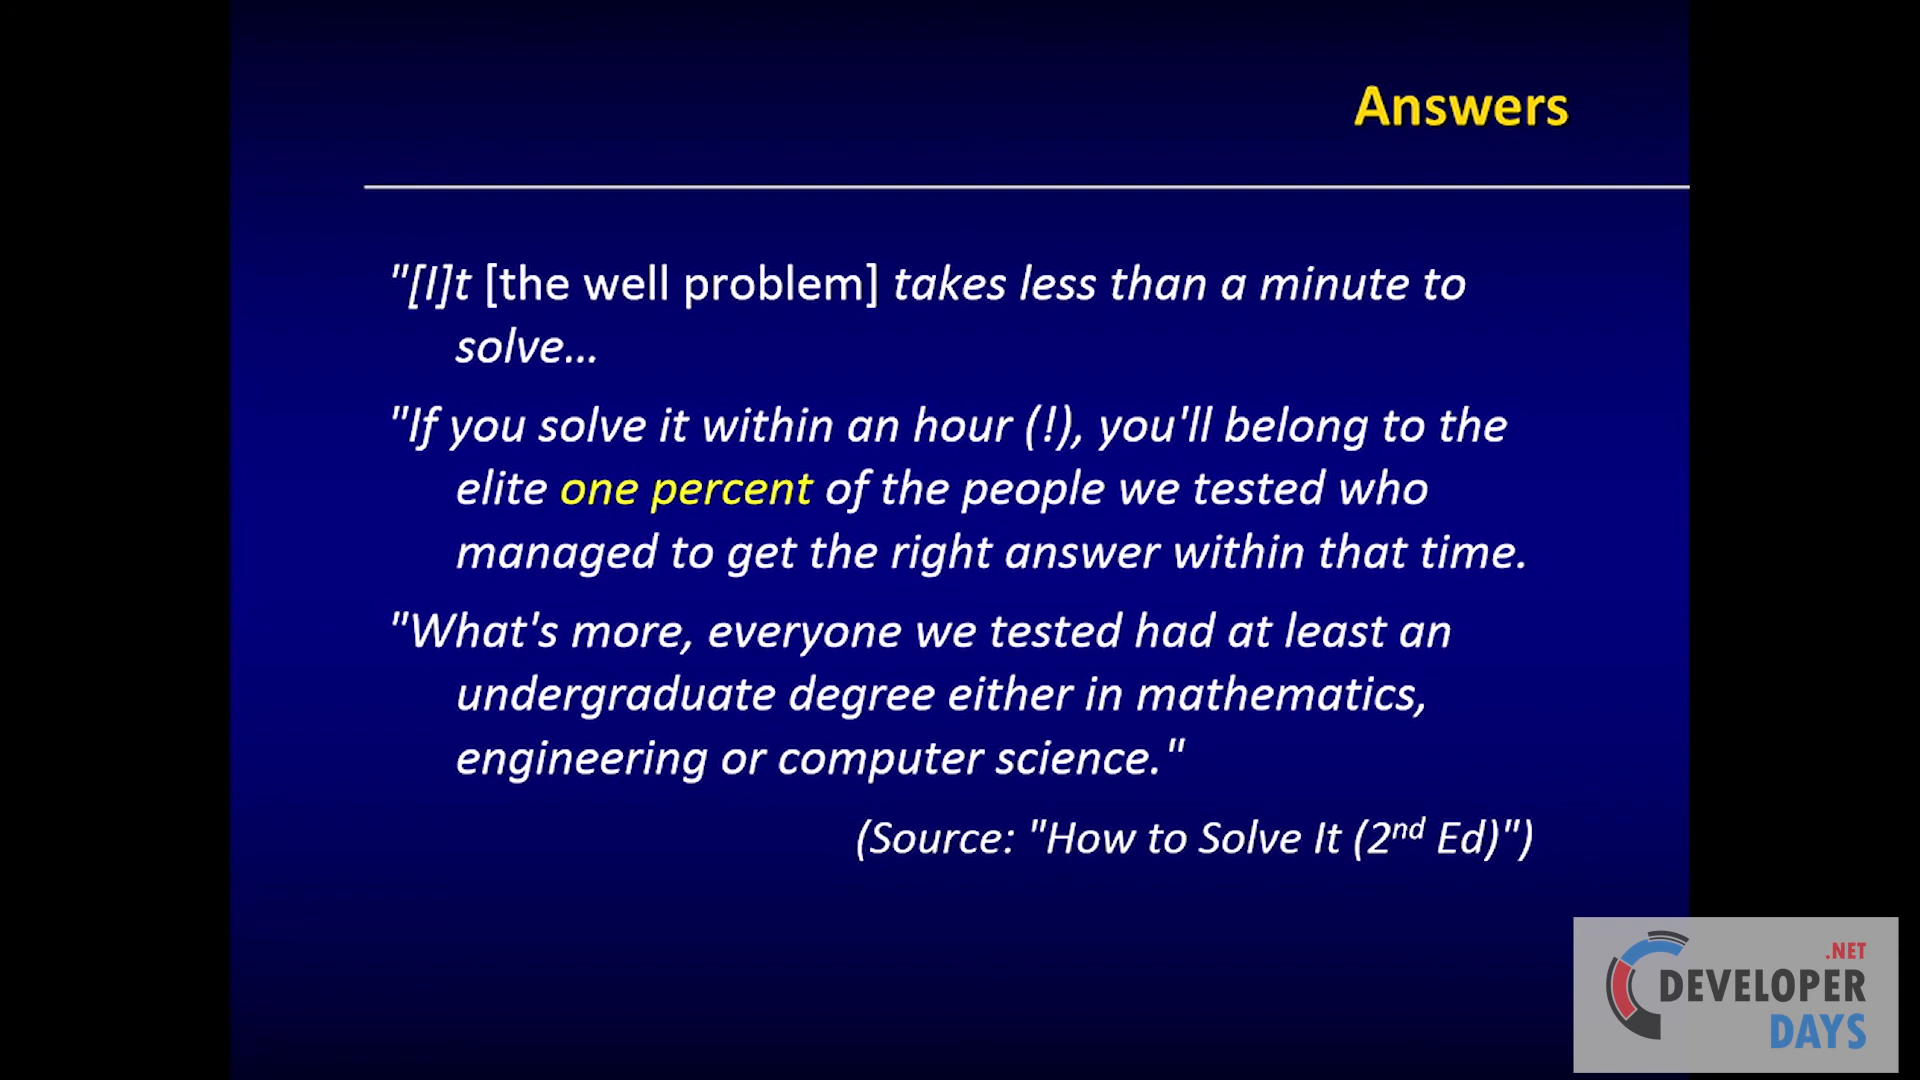 Answers
"[I]t [the well problem] takes less than a minute to
solve…
"If you solve it within an hour (!), you'll belong to the
elite one percent of the people we tested who
managed to get the right answer within that time.
"What's more, everyone we tested had at least an
undergraduate degree either in mathematics,
engineering or computer science."
(Source: "How to Solve It (2nd Ed)")
.NET
DEVELOPER
DAYS